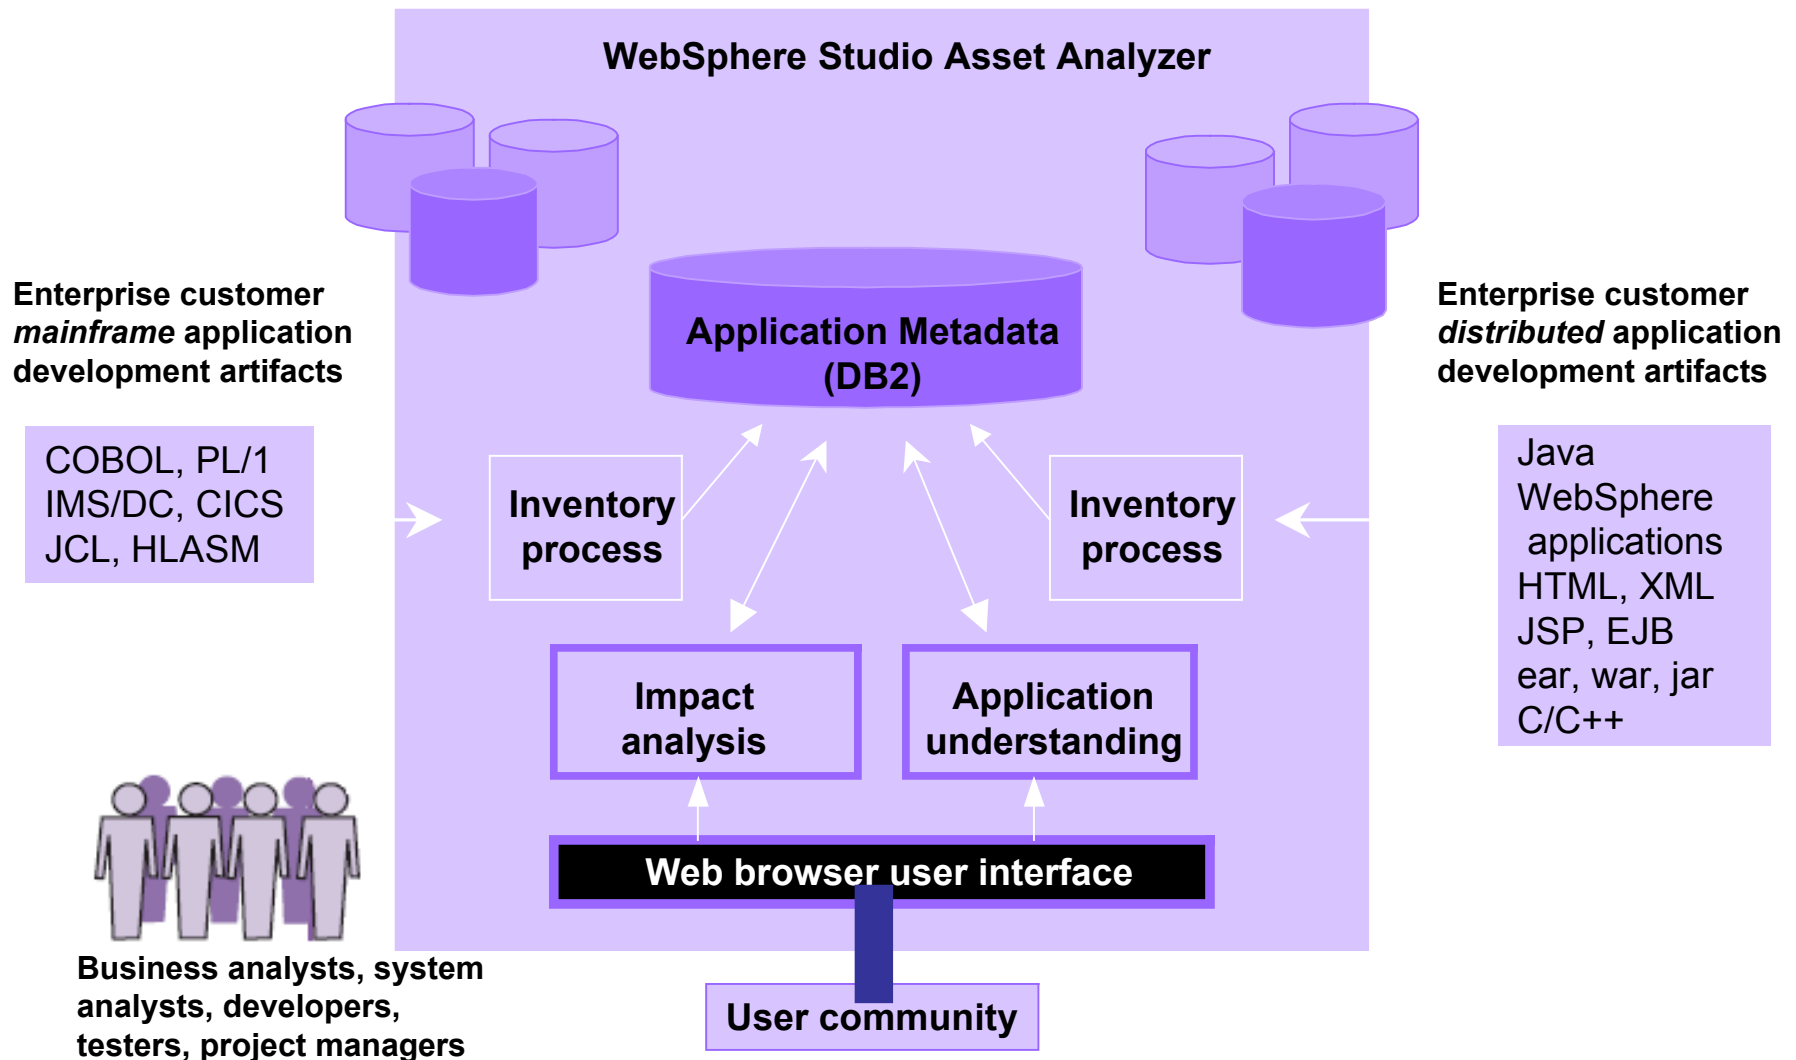 WebSphere Studio Asset Analyzer
Enterprise customer
mainframe application
development artifacts
COBOL, PL/1
IMS/DC, CICS
JCL, HLASM
Application Metadata
(DB2)
Enterprise customer
distributed application
development artifacts
Java
WebSphere
applications
HTML, XML
JSP, EJB
ear, war, jar
C/C++
Inventory
process
Inventory
process
Impact
analysis
Application
understanding
Web browser user interface
Business analysts, system
analysts, developers,
testers, project managers
User community